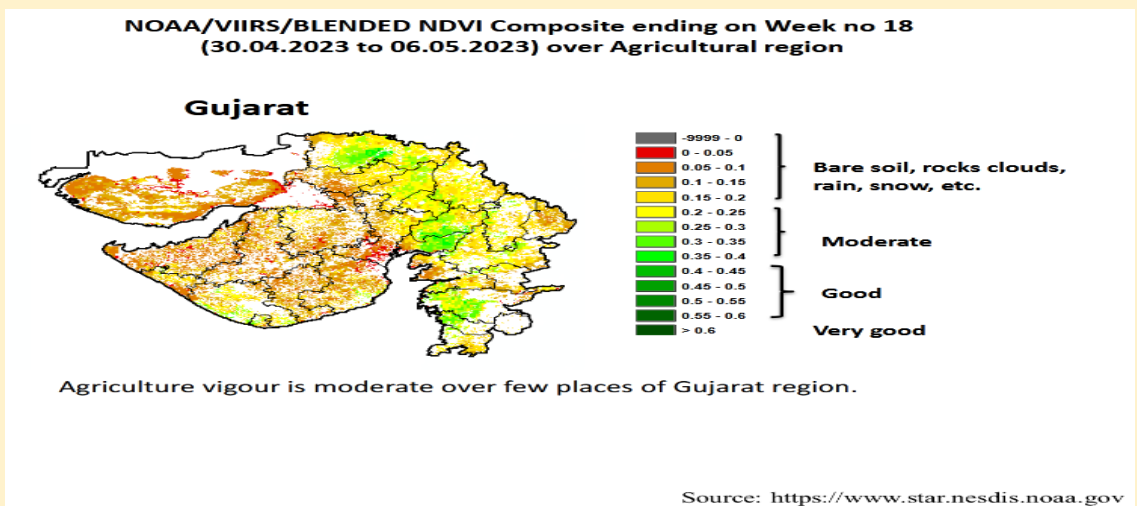 NOAA/VIIRS/BLENDED NDVI Composite ending on Week no 18
(30.04.2023 to 06.05.2023) over Agricultural region
Gujarat
-9999 - 0
0 - 0.05
0.05 - 0.1
0.1 - 0.15
0.15 - 0.2
0.2 - 0.25
0.25 - 0.3
0.3 - 0.35
0.35 - 0.4
0.4 - 0.45
0.45 - 0.5
0.5 - 0.55
0.55 - 0.6
> 0.6
Bare soil, rocks clouds,
rain, snow, etc.
Moderate
Good
Very good
Agriculture vigour is moderate over few places of Gujarat region.
Source: https://www.star.nesdis.noaa.gov